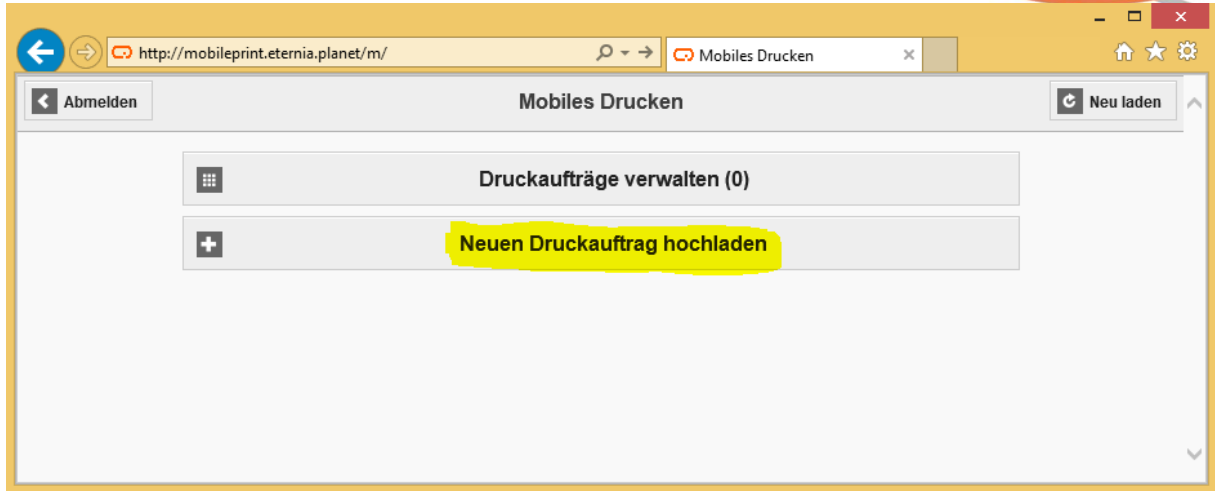 http://mobileprint.eternia.planet/m/
Mobiles Drucken
Abmelden
Mobiles Drucken
Neu laden
Druckaufträge verwalten (0)
Neuen Druckauftrag hochladen